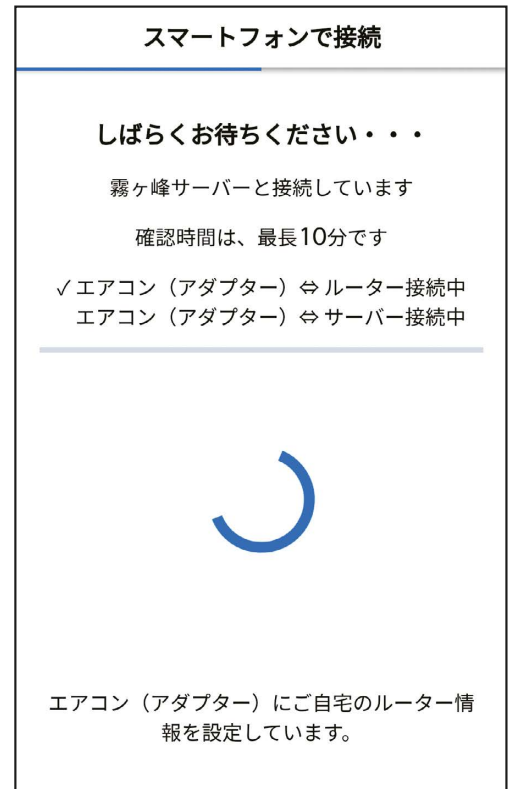 スマートフォンで接続
しばらくお待ちください・・・
霧ヶ峰サーバーと接続しています
確認時間は、最長10分です
✓エアコン（アダプター）⇔ルーター接続中
エアコン（アダプター）⇔サーバー接続中
エアコン（アダプター）にご自宅のルーター情
報を設定しています。